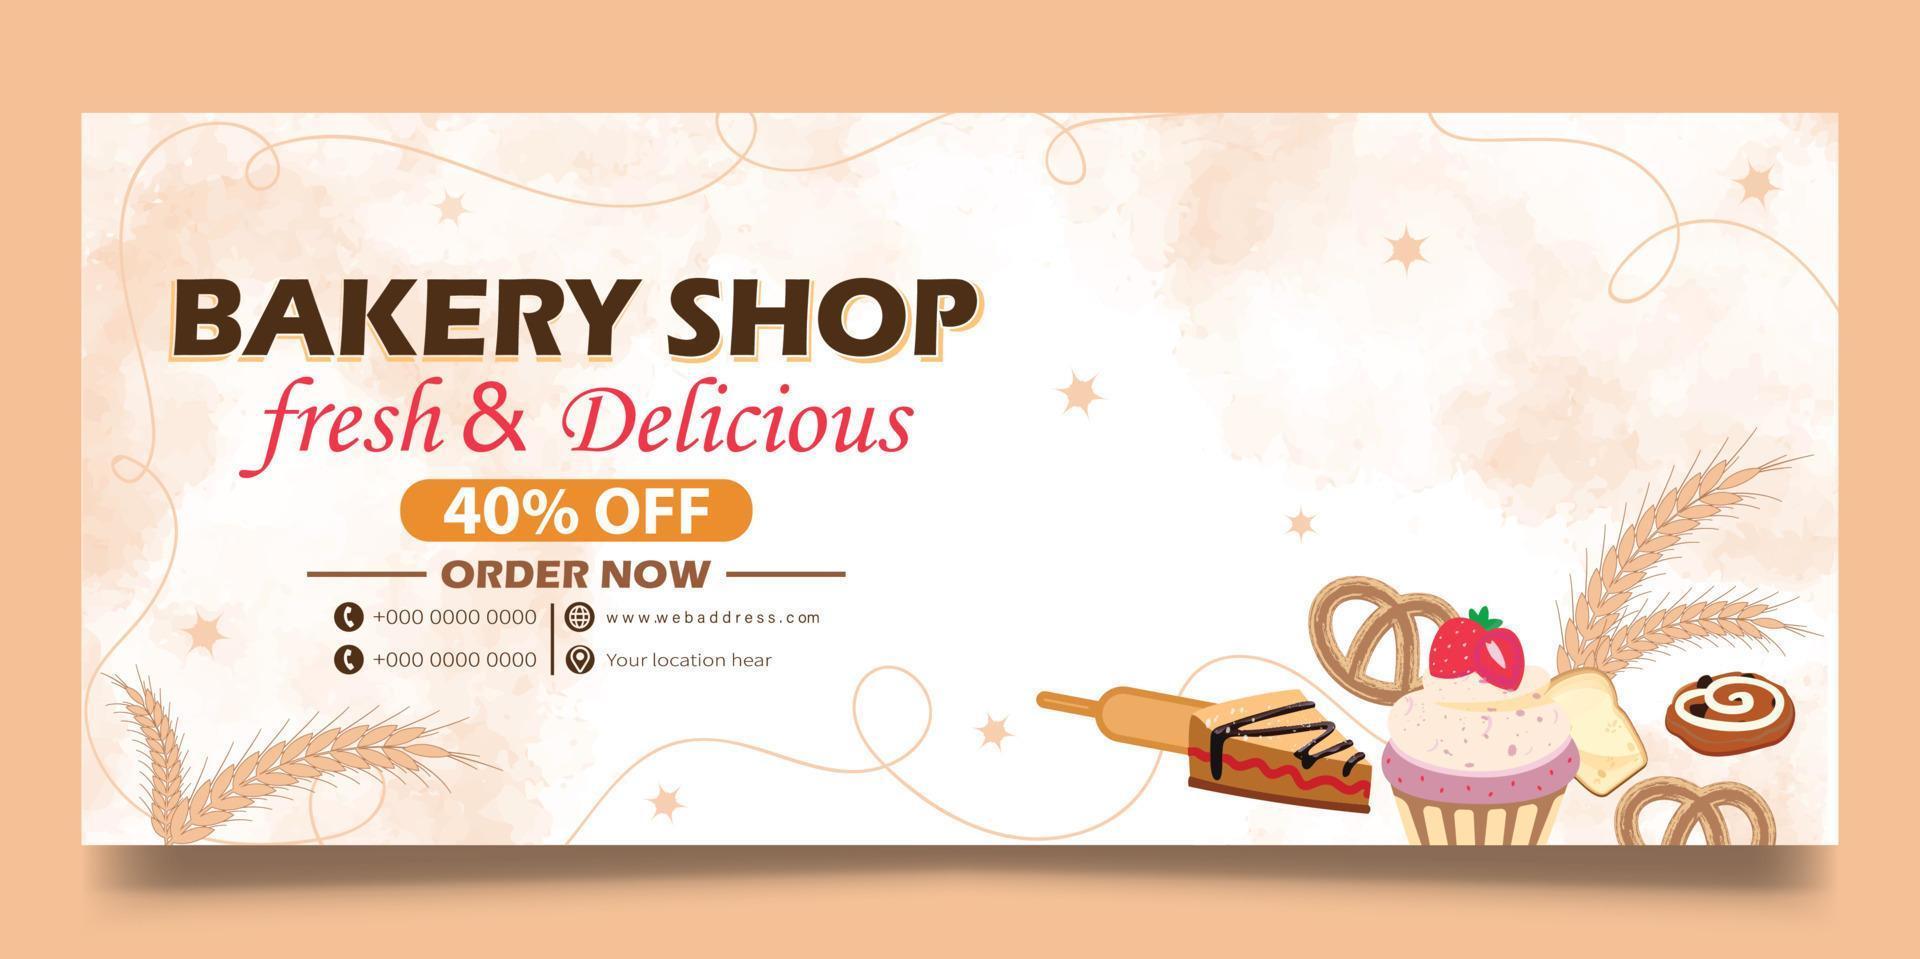 BAKERY SHOP
fresh & Delicious
40% OFF
ORDER NOW
+000 0000 0000
www.webaddress.com
+000 0000 0000
Your location hear